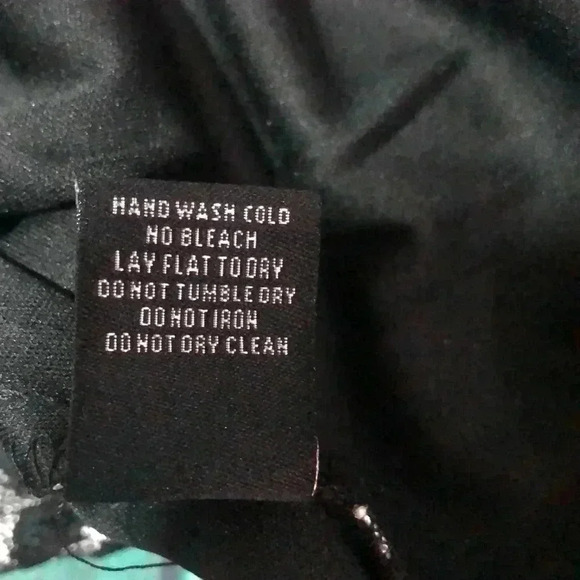 HAND WASH COLD
NO BLEACH
LAY FLAT TO DRY
DO NOT TUMBLE DRY
DO NOT IRON
DO NOT DRY CLEAN